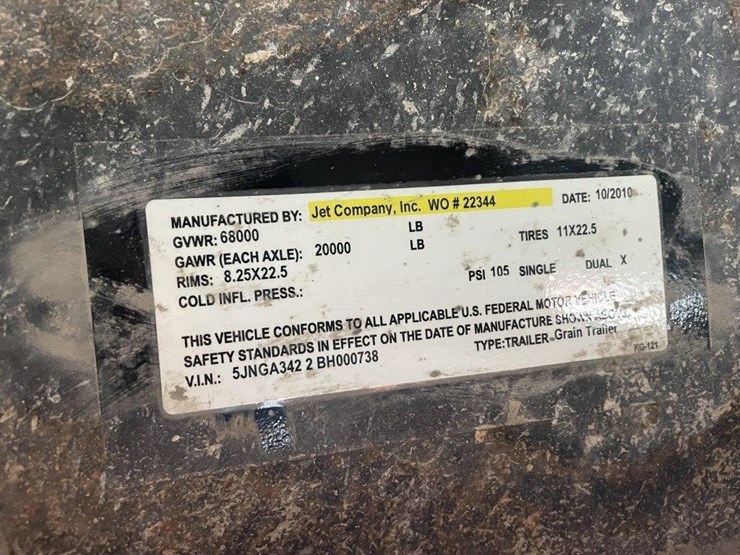 MANUFACTURED BY: Jet Company, Inc. WO # 22344 DATE: 10/2010
GVWR: 68000 LB
GAWR (EACH AXLE): 20000 LB TIRES 11X22.5
RIMS: 8.25X22.5
COLD INFL. PRESS.: PSI 105 SINGLE DUAL X
THIS VEHICLE CONFORMS TO ALL APPLICABLE U.S. FEDERAL MOTOR VEHICLE
SAFETY STANDARDS IN EFFECT ON THE DATE OF MANUFACTURE SHOWN ABOVE
V.I.N.: 5JNGA342 2 BH000738 TYPE:TRAILER Grain Trailer
KG-121